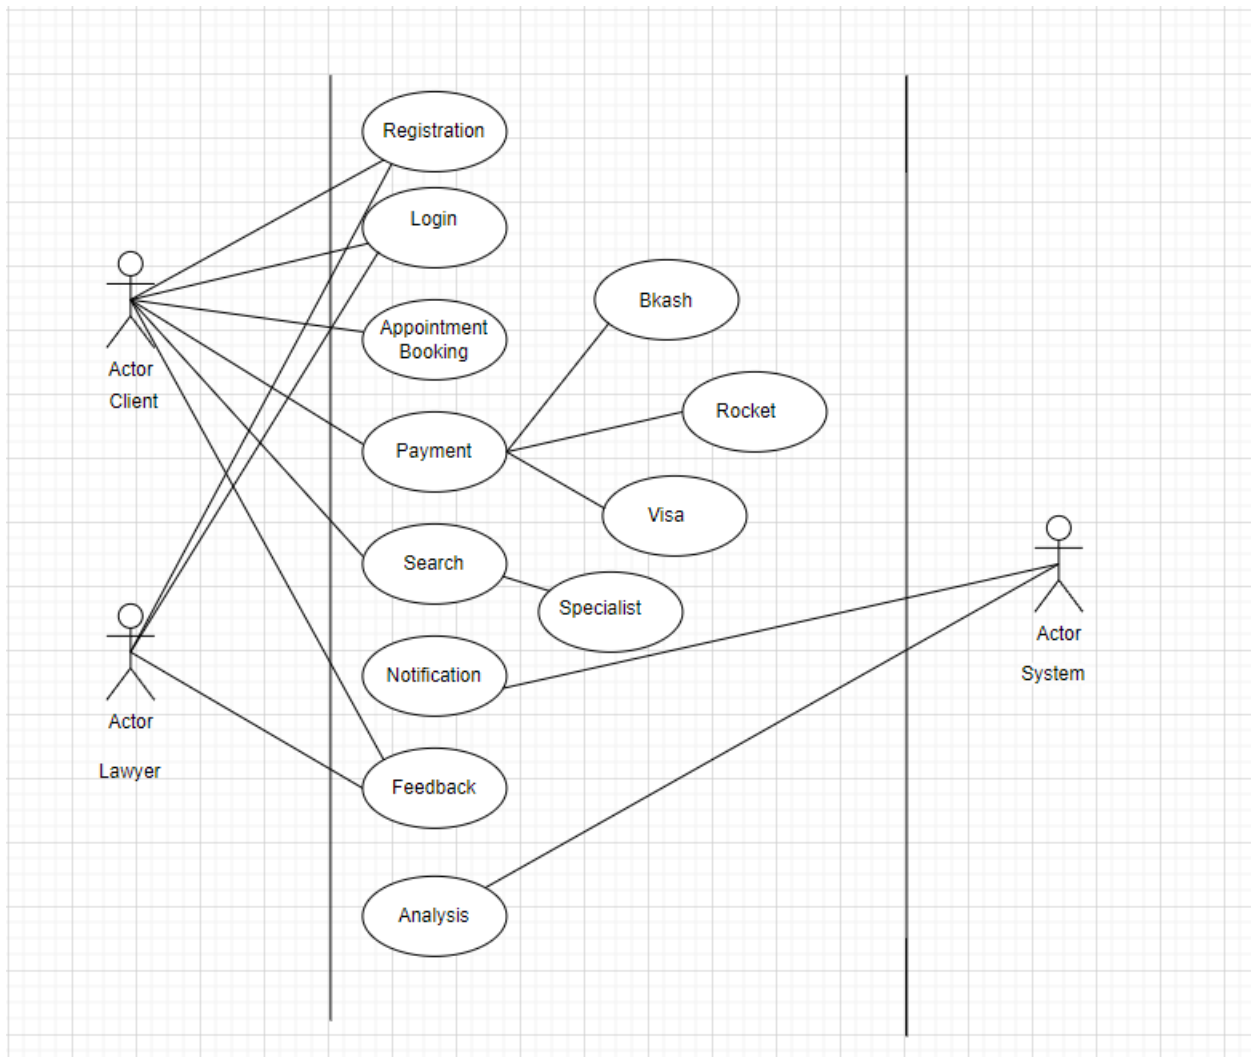 Registration
Login
Bkash
Appointment
Booking
Actor
Client
Rocket
Payment
Visa
Search
Specialist
Actor
Notification
System
Actor
Lawyer
Feedback
Analysis